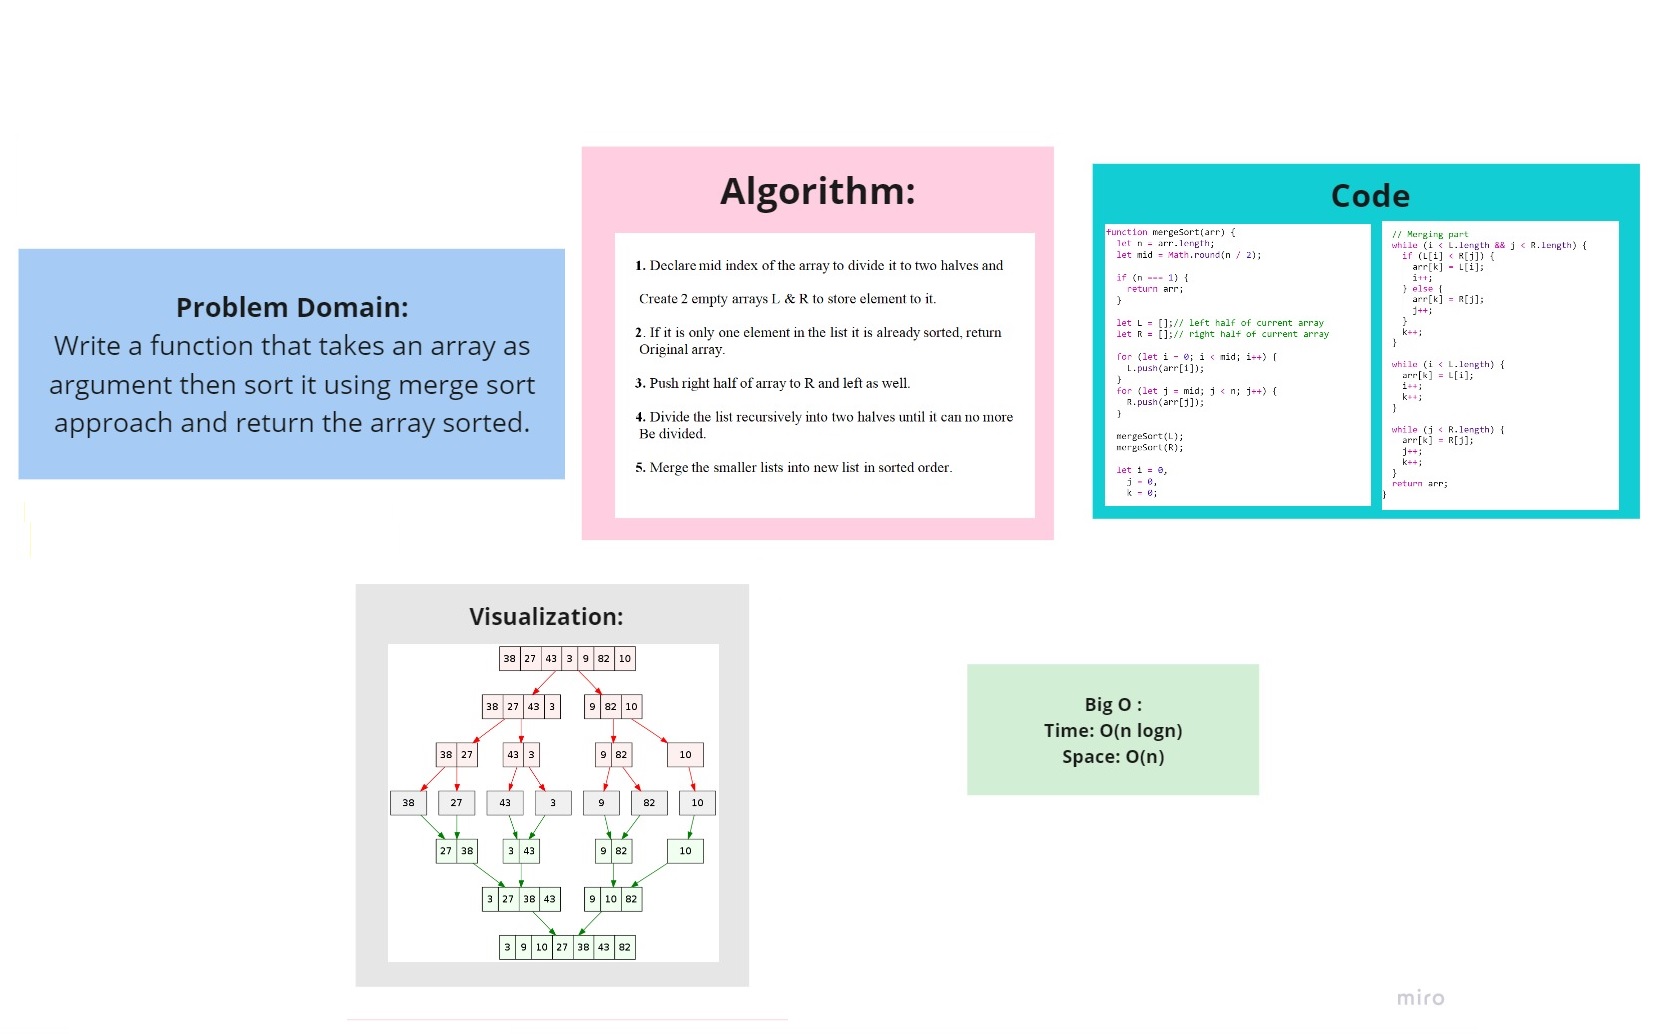 Problem Domain:
Write a function that takes an array as
argument then sort it using merge sort
approach and return the array sorted.
Algorithm:
1. Declare mid index of the array to divide it to two halves and
Create 2 empty arrays L & R to store element to it.
2. If it is only one element in the list it is already sorted, return
Original array.
3. Push right half of array to R and left as well.
4. Divide the list recursively into two halves until it can no more
Be divided.
5. Merge the smaller lists into new list in sorted order.
Code
function mergeSort(arr) {
let n = arr.length;
let mid = Math.round(n / 2);
if (n === 1) {
return arr;
}
let L = [];// left half of current array
let R = [];// right half of current array
for (let i = 0; i < mid; i++) {
L.push(arr[i]);
}
for (let j = mid; j < n; j++) {
R.push(arr[j]);
}
mergeSort(L);
mergeSort(R);
let i = 0,
j = 0,
k = 0;
// Merging part
while (i < L.length && j < R.length) {
if (L[i] < R[j]) {
arr[k] = L[i];
i++;
} else {
arr[k] = R[j];
j++;
}
k++;
}
while (i < L.length) {
arr[k] = L[i];
i++;
k++;
}
while (j < R.length) {
arr[k] = R[j];
j++;
k++;
}
return arr;
}
Visualization:
38 27 43 3 9 82 10
38 27 43 3 9 82 10
38 27 43 3 9 82 10
38 27 43 3 9 82 10
27 38 3 43 9 82 10
3 27 38 43 9 10 82
3 9 10 27 38 43 82
Big O :
Time: O(n logn)
Space: O(n)
miro